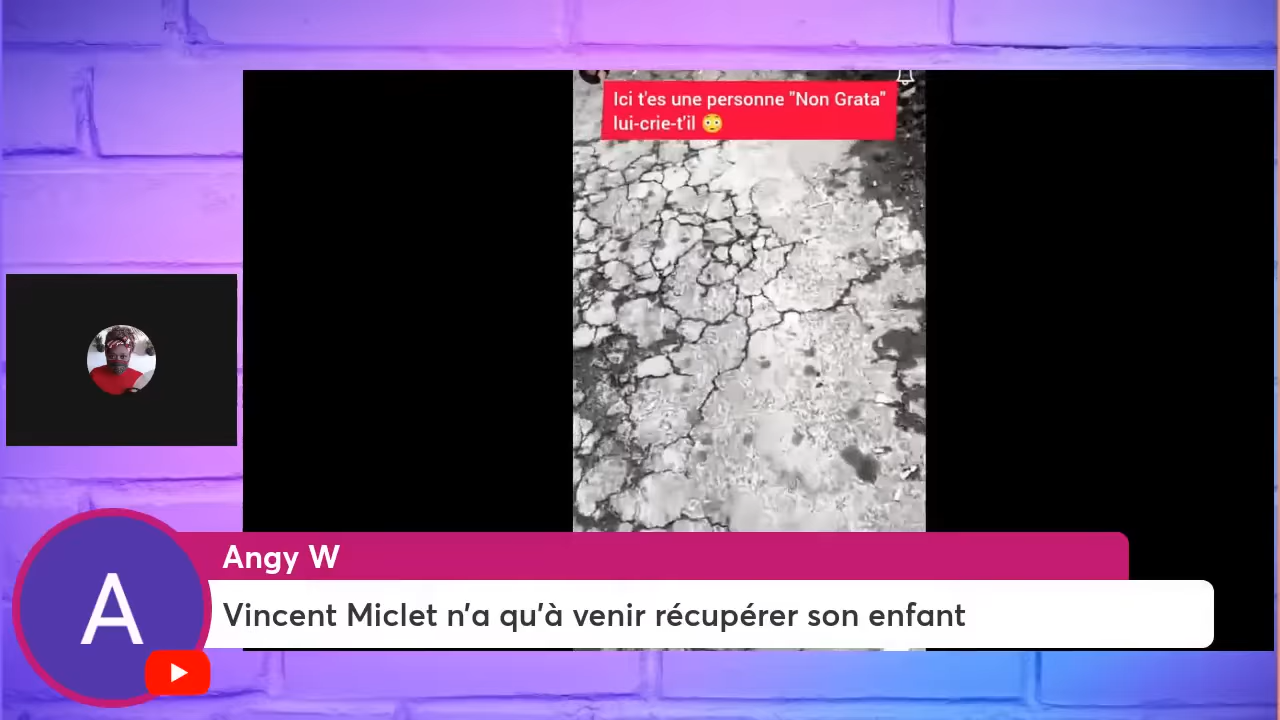 Ici t'es une personne "Non Grata"
lui-crie-t'il 😳
A
Angy W
Vincent Miclet n'a qu'à venir récupérer son enfant